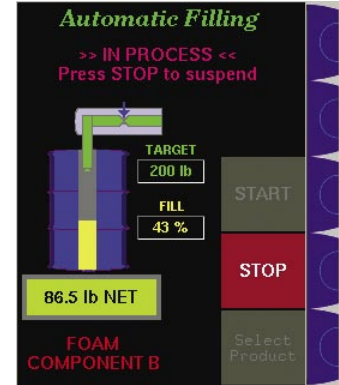 Automatic Filling
>> IN PROCESS <<
Press STOP to suspend
TARGET
200 lb
START
FILL
43 %
STOP
86.5 lb NET
FOAM
COMPONENT B
Select
Product